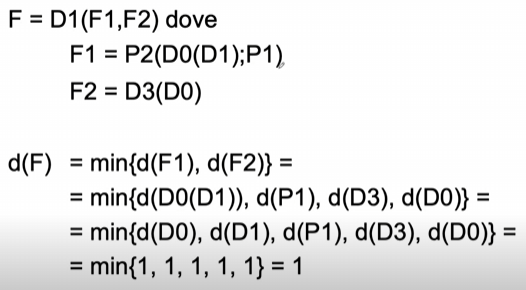 F = D1(F1,F2) dove
F1 = P2(D0(D1);P1),
F2 = D3(D0)
d(F) = min{d(F1), d(F2)} =
= min{d(D0(D1)), d(P1), d(D3), d(D0)} =
= min{d(D0), d(D1), d(P1), d(D3), d(D0)} =
= min{1, 1, 1, 1, 1} = 1